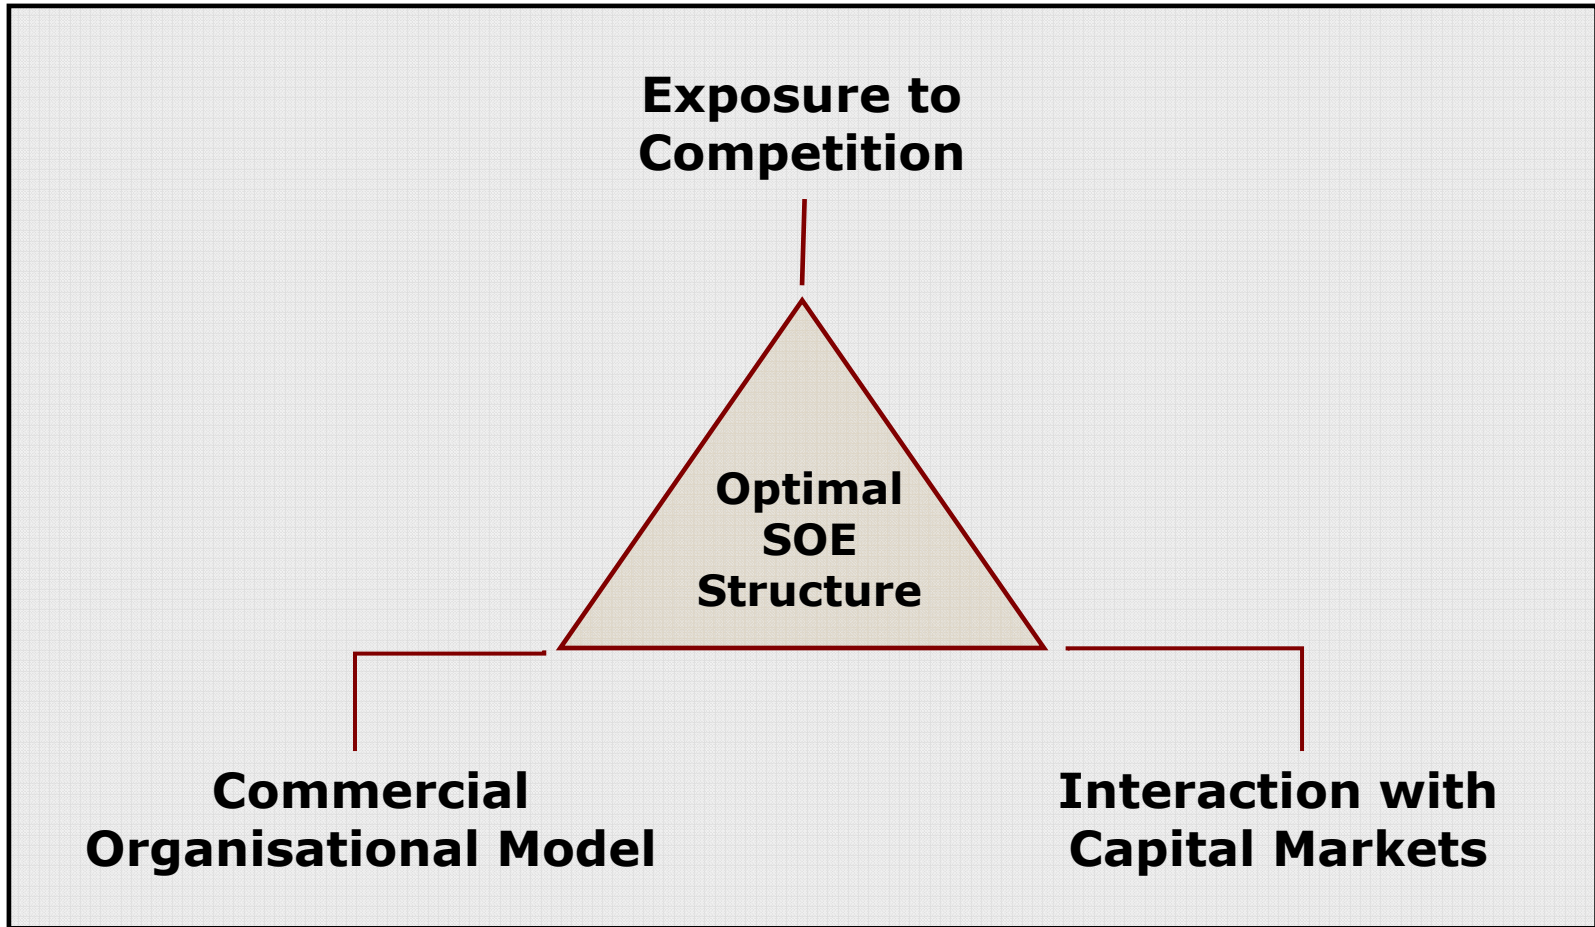 Exposure to
Competition
Optimal
SOE
Structure
Commercial
Organisational Model
Interaction with
Capital Markets